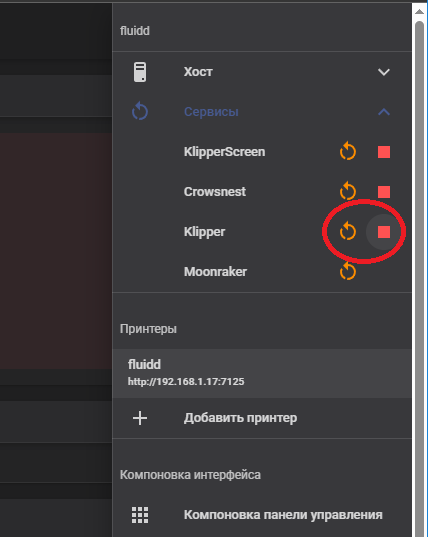 fluidd
Хост
Сервисы
KlipperScreen
Crowsnest
Klipper
Moonraker
Принтеры
fluidd
http://192.168.1.17:7125
Добавить принтер
Компоновка интерфейса
Компоновка панели управления